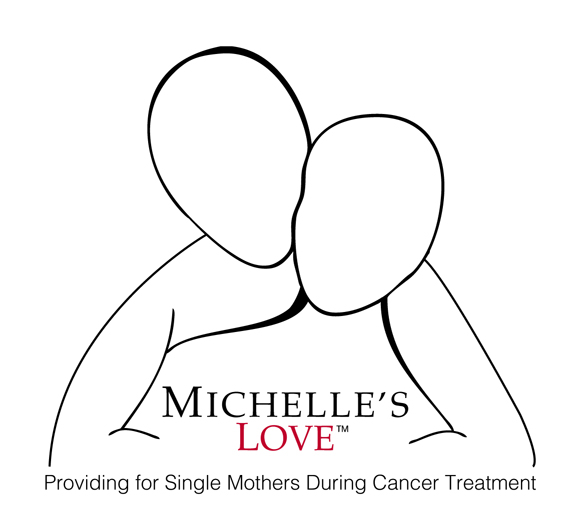 MICHELLE'S
LOVE™
Providing for Single Mothers During Cancer Treatment